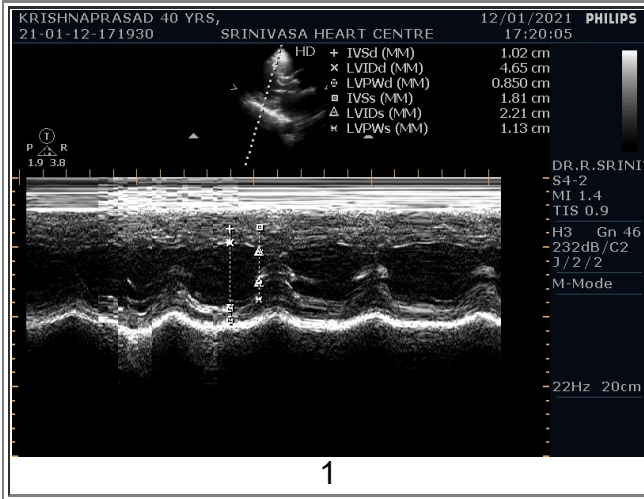 KRISHNAPRASAD 40 YRS, 12/01/2021 PHILIPS
21-01-12-171930 SRINIVASA HEART CENTRE 17:20:05
HD
+ IVSd (MM) 1.02 cm
× LVIDd (MM) 4.65 cm
LVPWd (MM) 0.850 cm
IVSs (MM) 1.81 cm
LVIDs (MM) 2.21 cm
LVPWs (MM) 1.13 cm
T
P R
1.9 3.8
DR.R.SRINI
S4-2
MI 1.4
TIS 0.9
H3 Gn 46
232dB/C2
J/2/2
M-Mode
22Hz 20cm
1